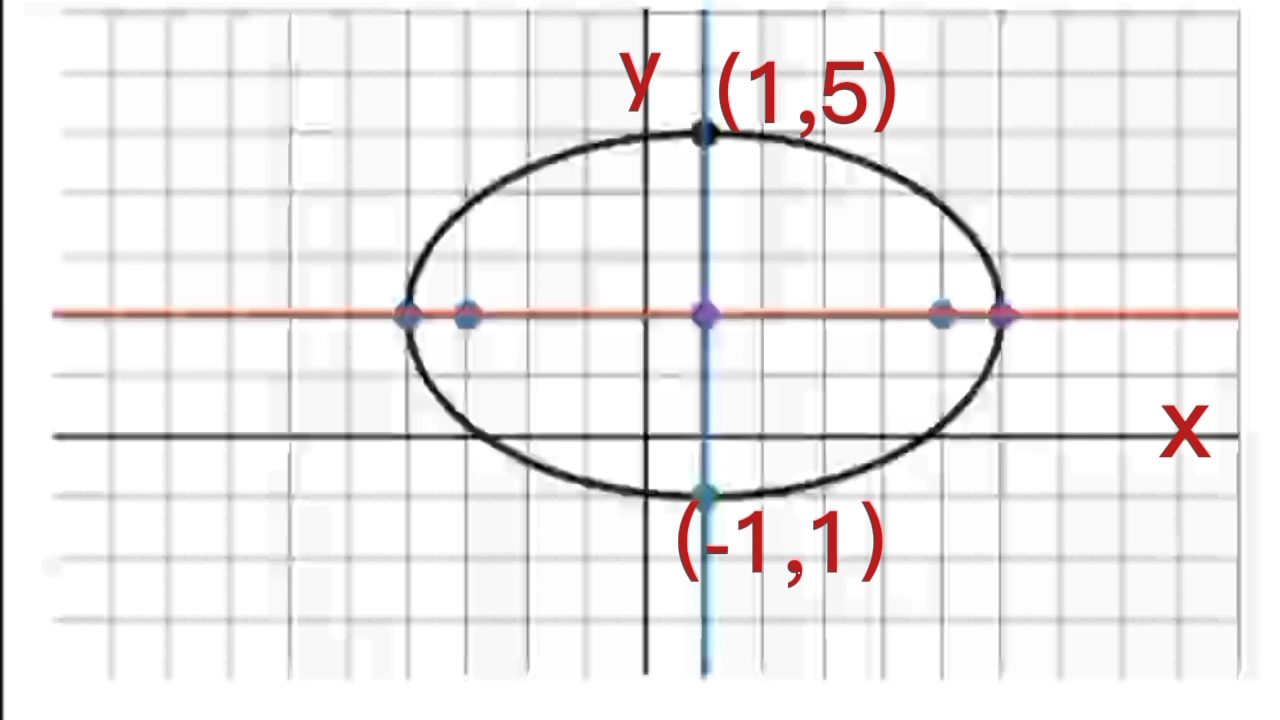 y (1,5)
x
(-1,1)